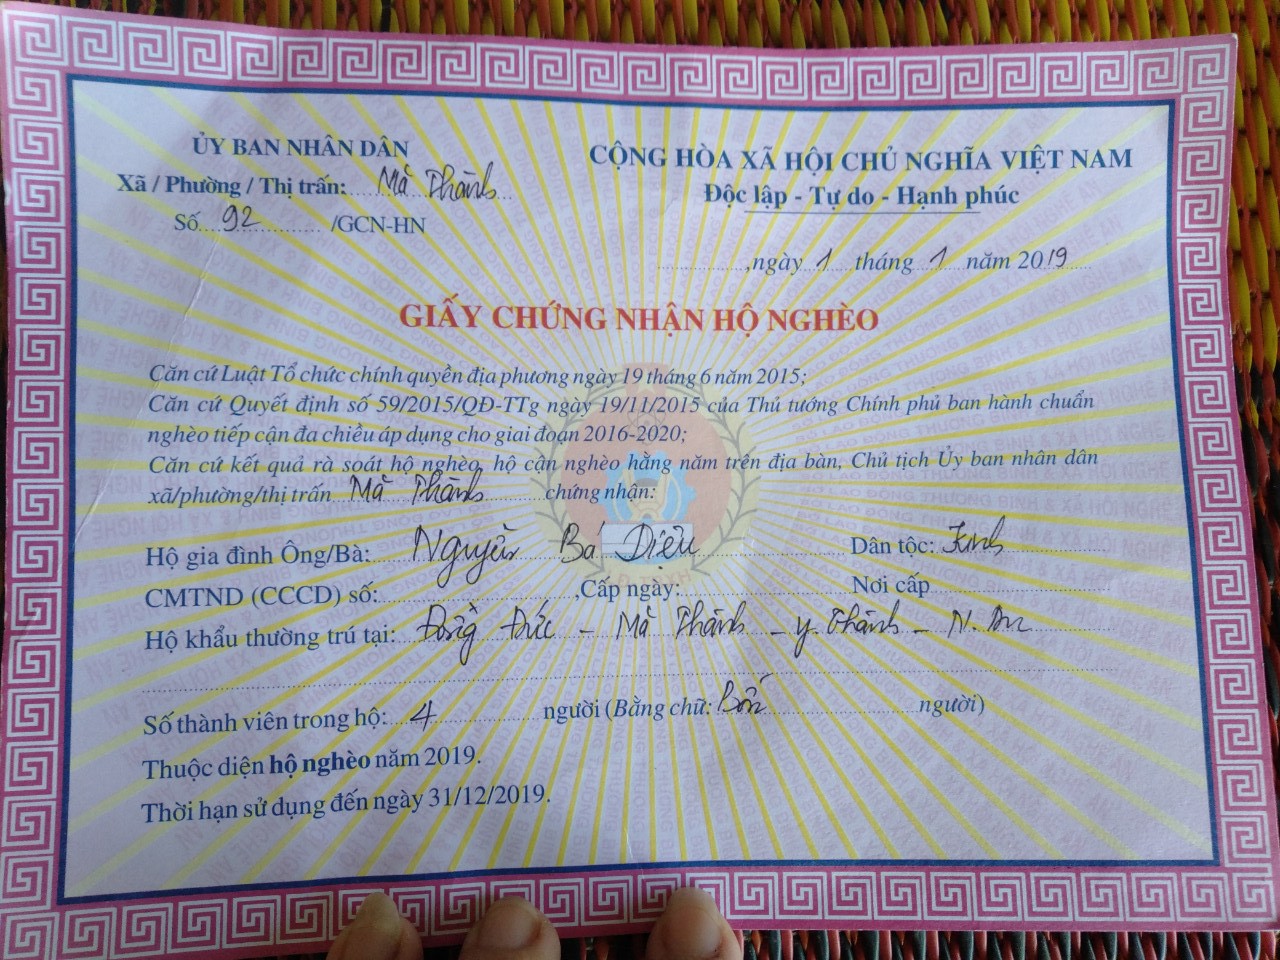 ỦY BAN NHÂN DÂN
Xã / Phường / Thị trấn: Mã Thành
Số 92 /GCN-HN
CỘNG HÒA XÃ HỘI CHỦ NGHĨA VIỆT NAM
Độc lập - Tự do - Hạnh phúc
, ngày 1 tháng 1 năm 2019
GIẤY CHỨNG NHẬN HỘ NGHÈO
Căn cứ Luật Tổ chức chính quyền địa phương ngày 19 tháng 6 năm 2015;
Căn cứ Quyết định số 59/2015/QĐ-TTg ngày 19/11/2015 của Thủ tướng Chính phủ ban hành chuẩn
nghèo tiếp cận đa chiều áp dụng cho giai đoạn 2016-2020;
Căn cứ kết quả rà soát hộ nghèo, hộ cận nghèo hằng năm trên địa bàn, Chủ tịch Ủy ban nhân dân
xã/phường/thị trấn Mã Thành chứng nhận:
Hộ gia đình Ông/Bà: Nguyễn Bá Diệu Dân tộc: Kinh
CMTND (CCCD) số: ,Cấp ngày: Nơi cấp
Hộ khẩu thường trú tại: Đồng Đức - Mã Thành - Y. Thành - N. An
Số thành viên trong hộ: 4 người (Bằng chữ: Bốn người)
Thuộc diện hộ nghèo năm 2019.
Thời hạn sử dụng đến ngày 31/12/2019.